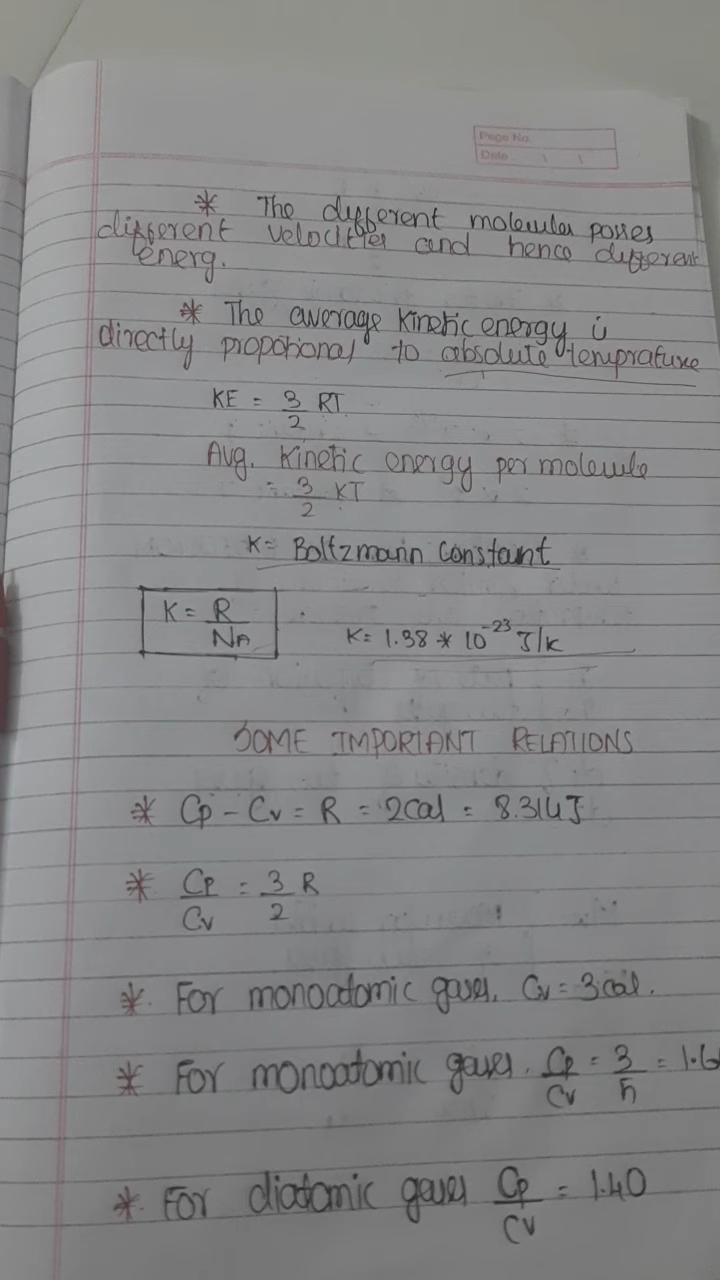 Page No.
Date
* The different molecules posses
different velocities and hence different
energ.
* The average kinetic energy is
directly propotional to absolute temprature
KE = 3/2 RT
Avg. Kinetic energy per molecule
= 3/2 KT
K = Boltzmann Constant
K = R/NA K = 1.38 * 10^-23 J/K
SOME IMPORTANT RELATIONS
* Cp - Cv = R = 2cal = 8.314J
* Cp/Cv = 3/2 R
* For monoatomic gases, Cv = 3cal.
* For monoatomic gases. Cp/Cv = 3/5 = 1.6
* For diatomic gases Cp/Cv = 1.40